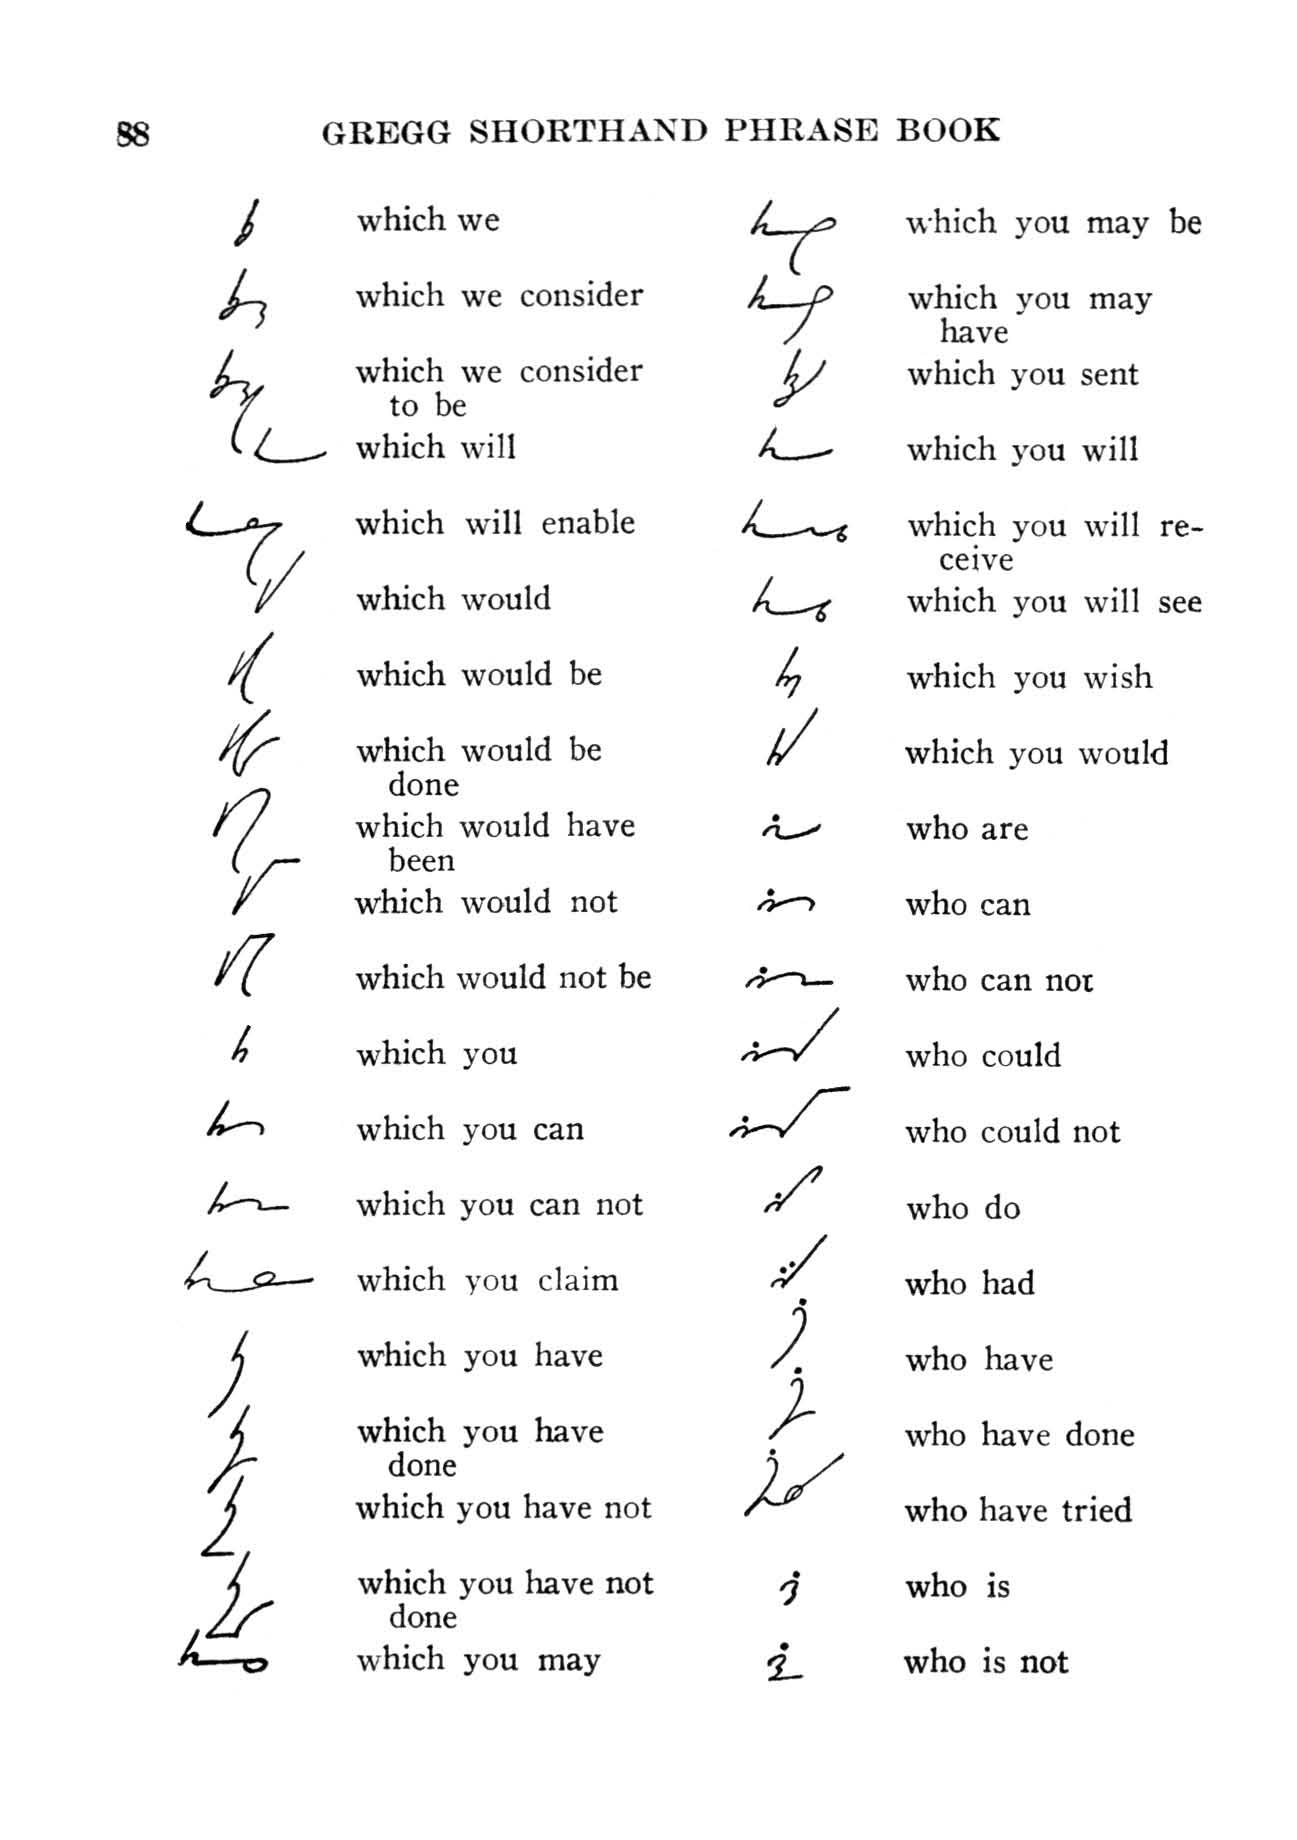 88 GREGG SHORTHAND PHRASE BOOK
which we
which we consider
which we consider
to be
which will
which will enable
which would
which would be
which would be
done
which would have
been
which would not
which would not be
which you
which you can
which you can not
which you claim
which you have
which you have
done
which you have not
which you have not
done
which you may
which you may be
which you may
have
which you sent
which you will
which you will re-
ceive
which you will see
which you wish
which you would
who are
who can
who can not
who could
who could not
who do
who had
who have
who have done
who have tried
who is
who is not